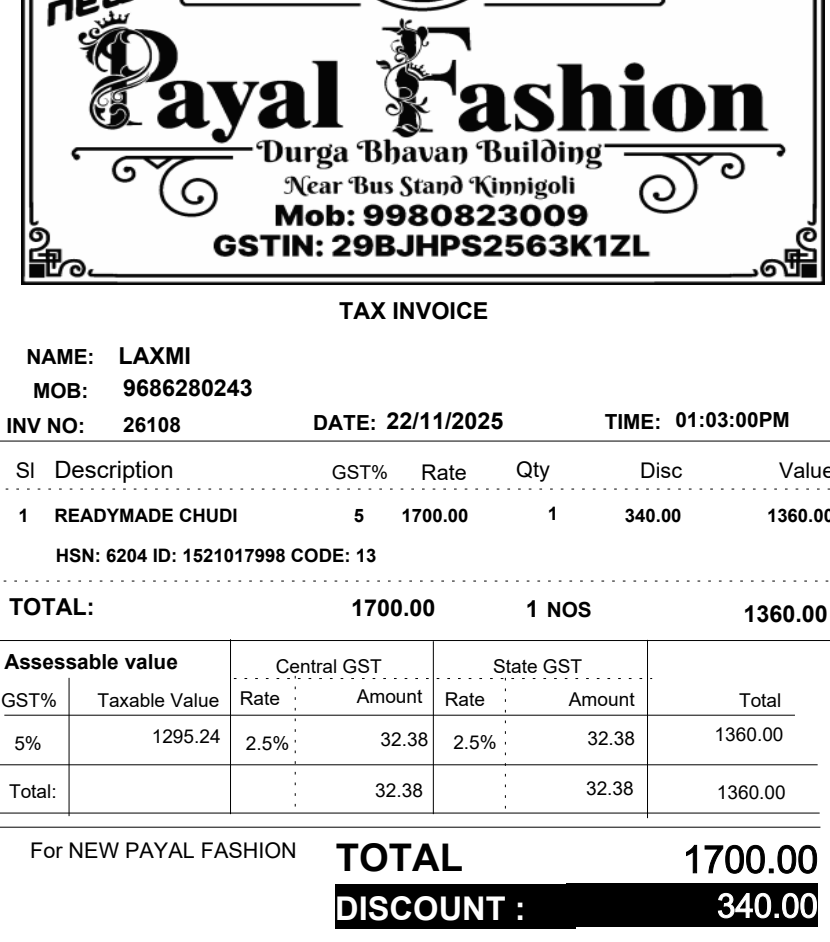 new
Payal Fashion
Durga Bhavan Building
Near Bus Stand Kinnigoli
Mob: 9980823009
GSTIN: 29BJHPS2563K1ZL
TAX INVOICE
NAME: LAXMI
MOB: 9686280243
INV NO: 26108 DATE: 22/11/2025 TIME: 01:03:00PM
Sl Description GST% Rate Qty Disc Value
1 READYMADE CHUDI 5 1700.00 1 340.00 1360.00
HSN: 6204 ID: 1521017998 CODE: 13
TOTAL: 1700.00 1 NOS 1360.00
Assessable value Central GST State GST
GST% Taxable Value Rate Amount Rate Amount Total
5% 1295.24 2.5% 32.38 2.5% 32.38 1360.00
Total: 32.38 32.38 1360.00
For NEW PAYAL FASHION TOTAL 1700.00
DISCOUNT : 340.00